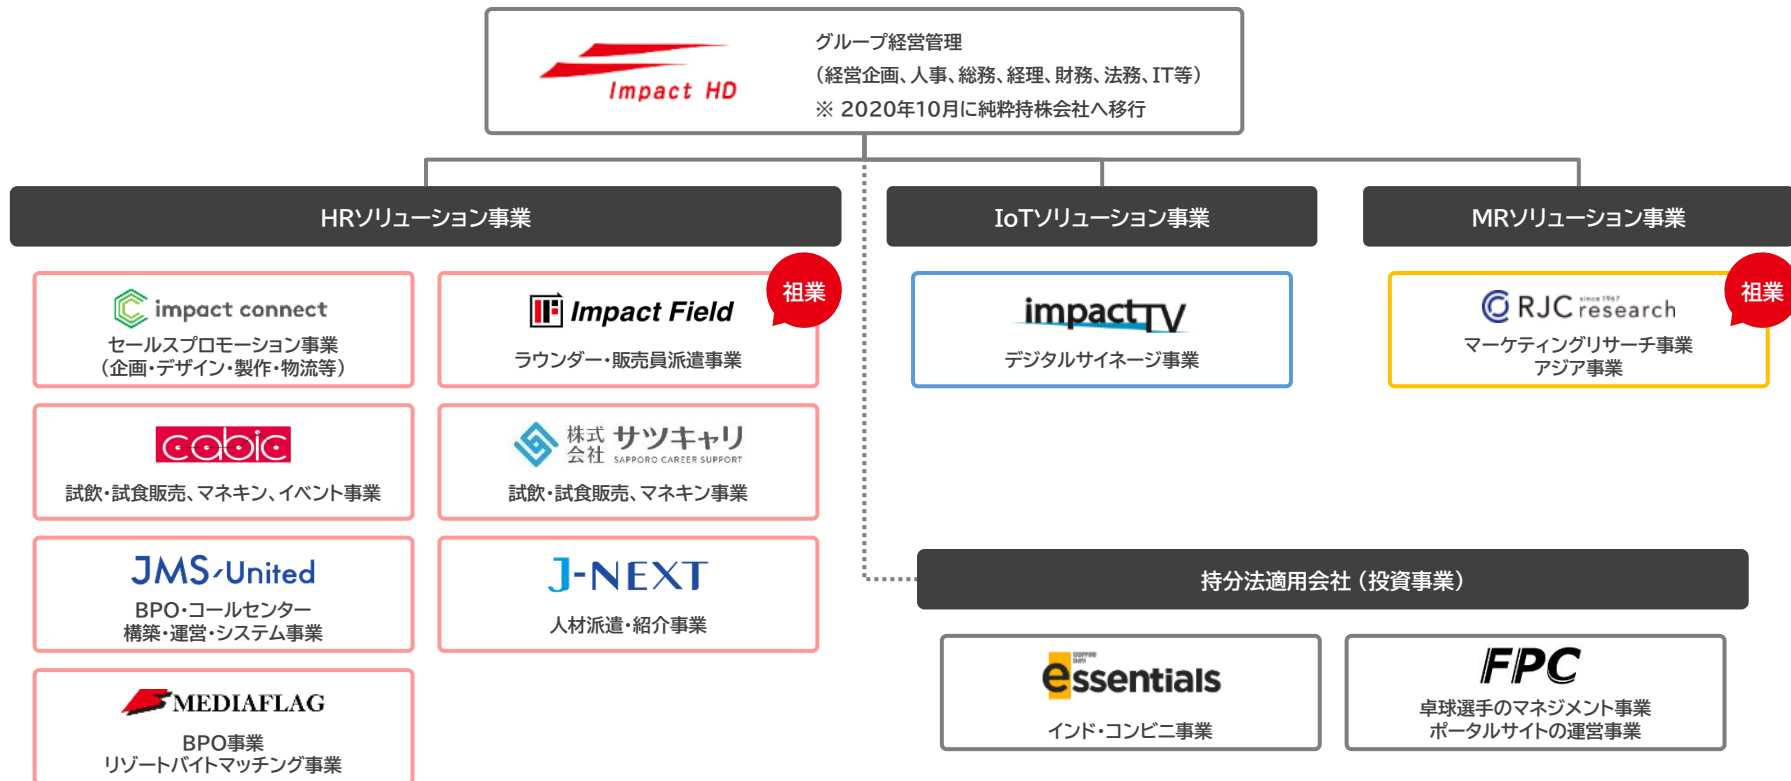 Impact HD
グループ経営管理
（経営企画、人事、総務、経理、財務、法務、IT等）
※ 2020年10月に純粋持株会社へ移行
HRソリューション事業
impact connect
セールスプロモーション事業
（企画・デザイン・製作・物流等）
Impact Field
祖業
ラウンダー・販売員派遣事業
cabic
試飲・試食販売、マネキン、イベント事業
株式会社 サツキャリ
SAPPORO CAREER SUPPORT
試飲・試食販売、マネキン事業
JMS United
BPO・コールセンター
構築・運営・システム事業
J-NEXT
人材派遣・紹介事業
MEDIAFLAG
BPO事業
リゾートバイトマッチング事業
IoTソリューション事業
impactTV
デジタルサイネージ事業
MRソリューション事業
RJC research
since 1967
祖業
マーケティングリサーチ事業
アジア事業
持分法適用会社（投資事業）
essentials
インド・コンビニ事業
FPC
卓球選手のマネジメント事業
ポータルサイトの運営事業